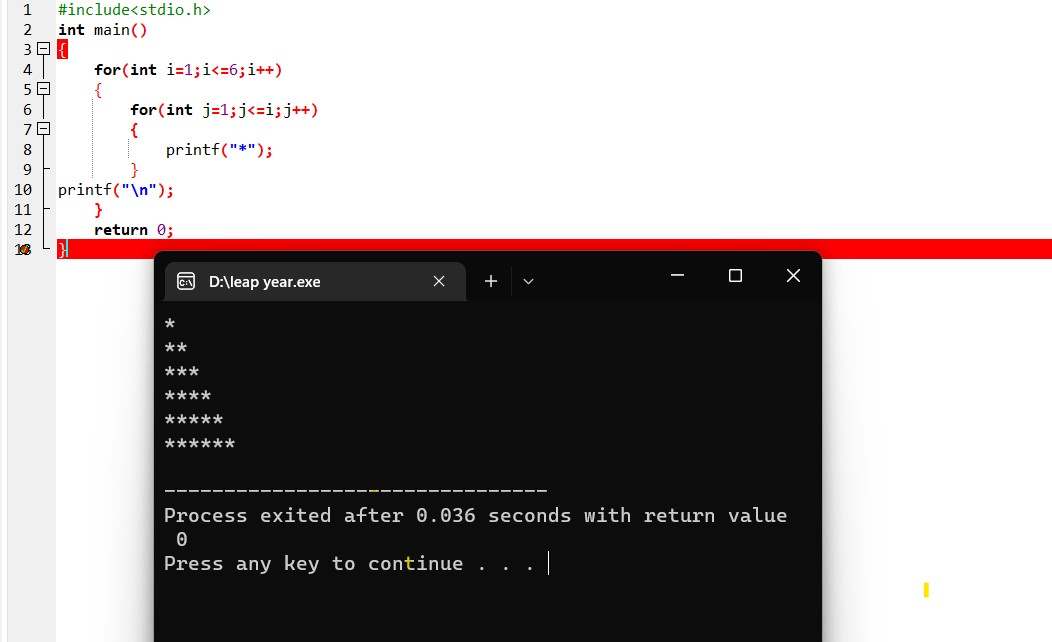 1 #include<stdio.h>
2 int main()
3 {
4 for(int i=1;i<=6;i++)
5 {
6 for(int j=1;j<=i;j++)
7 {
8 printf("*");
9 }
10 printf("\n");
11 }
12 return 0;
}
D:\leap year.exe
*
**
***
****
*****
******
--------------------------------
Process exited after 0.036 seconds with return value
0
Press any key to continue . . .